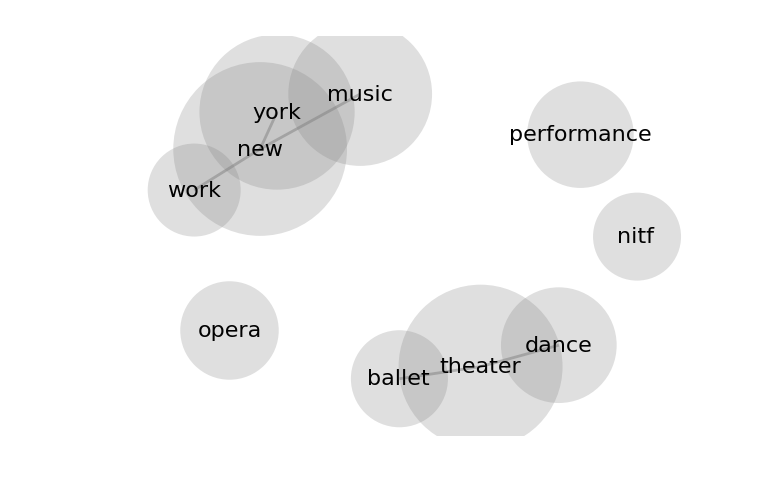 music
york
performance
new
work
nitf
opera
dance
theater
ballet